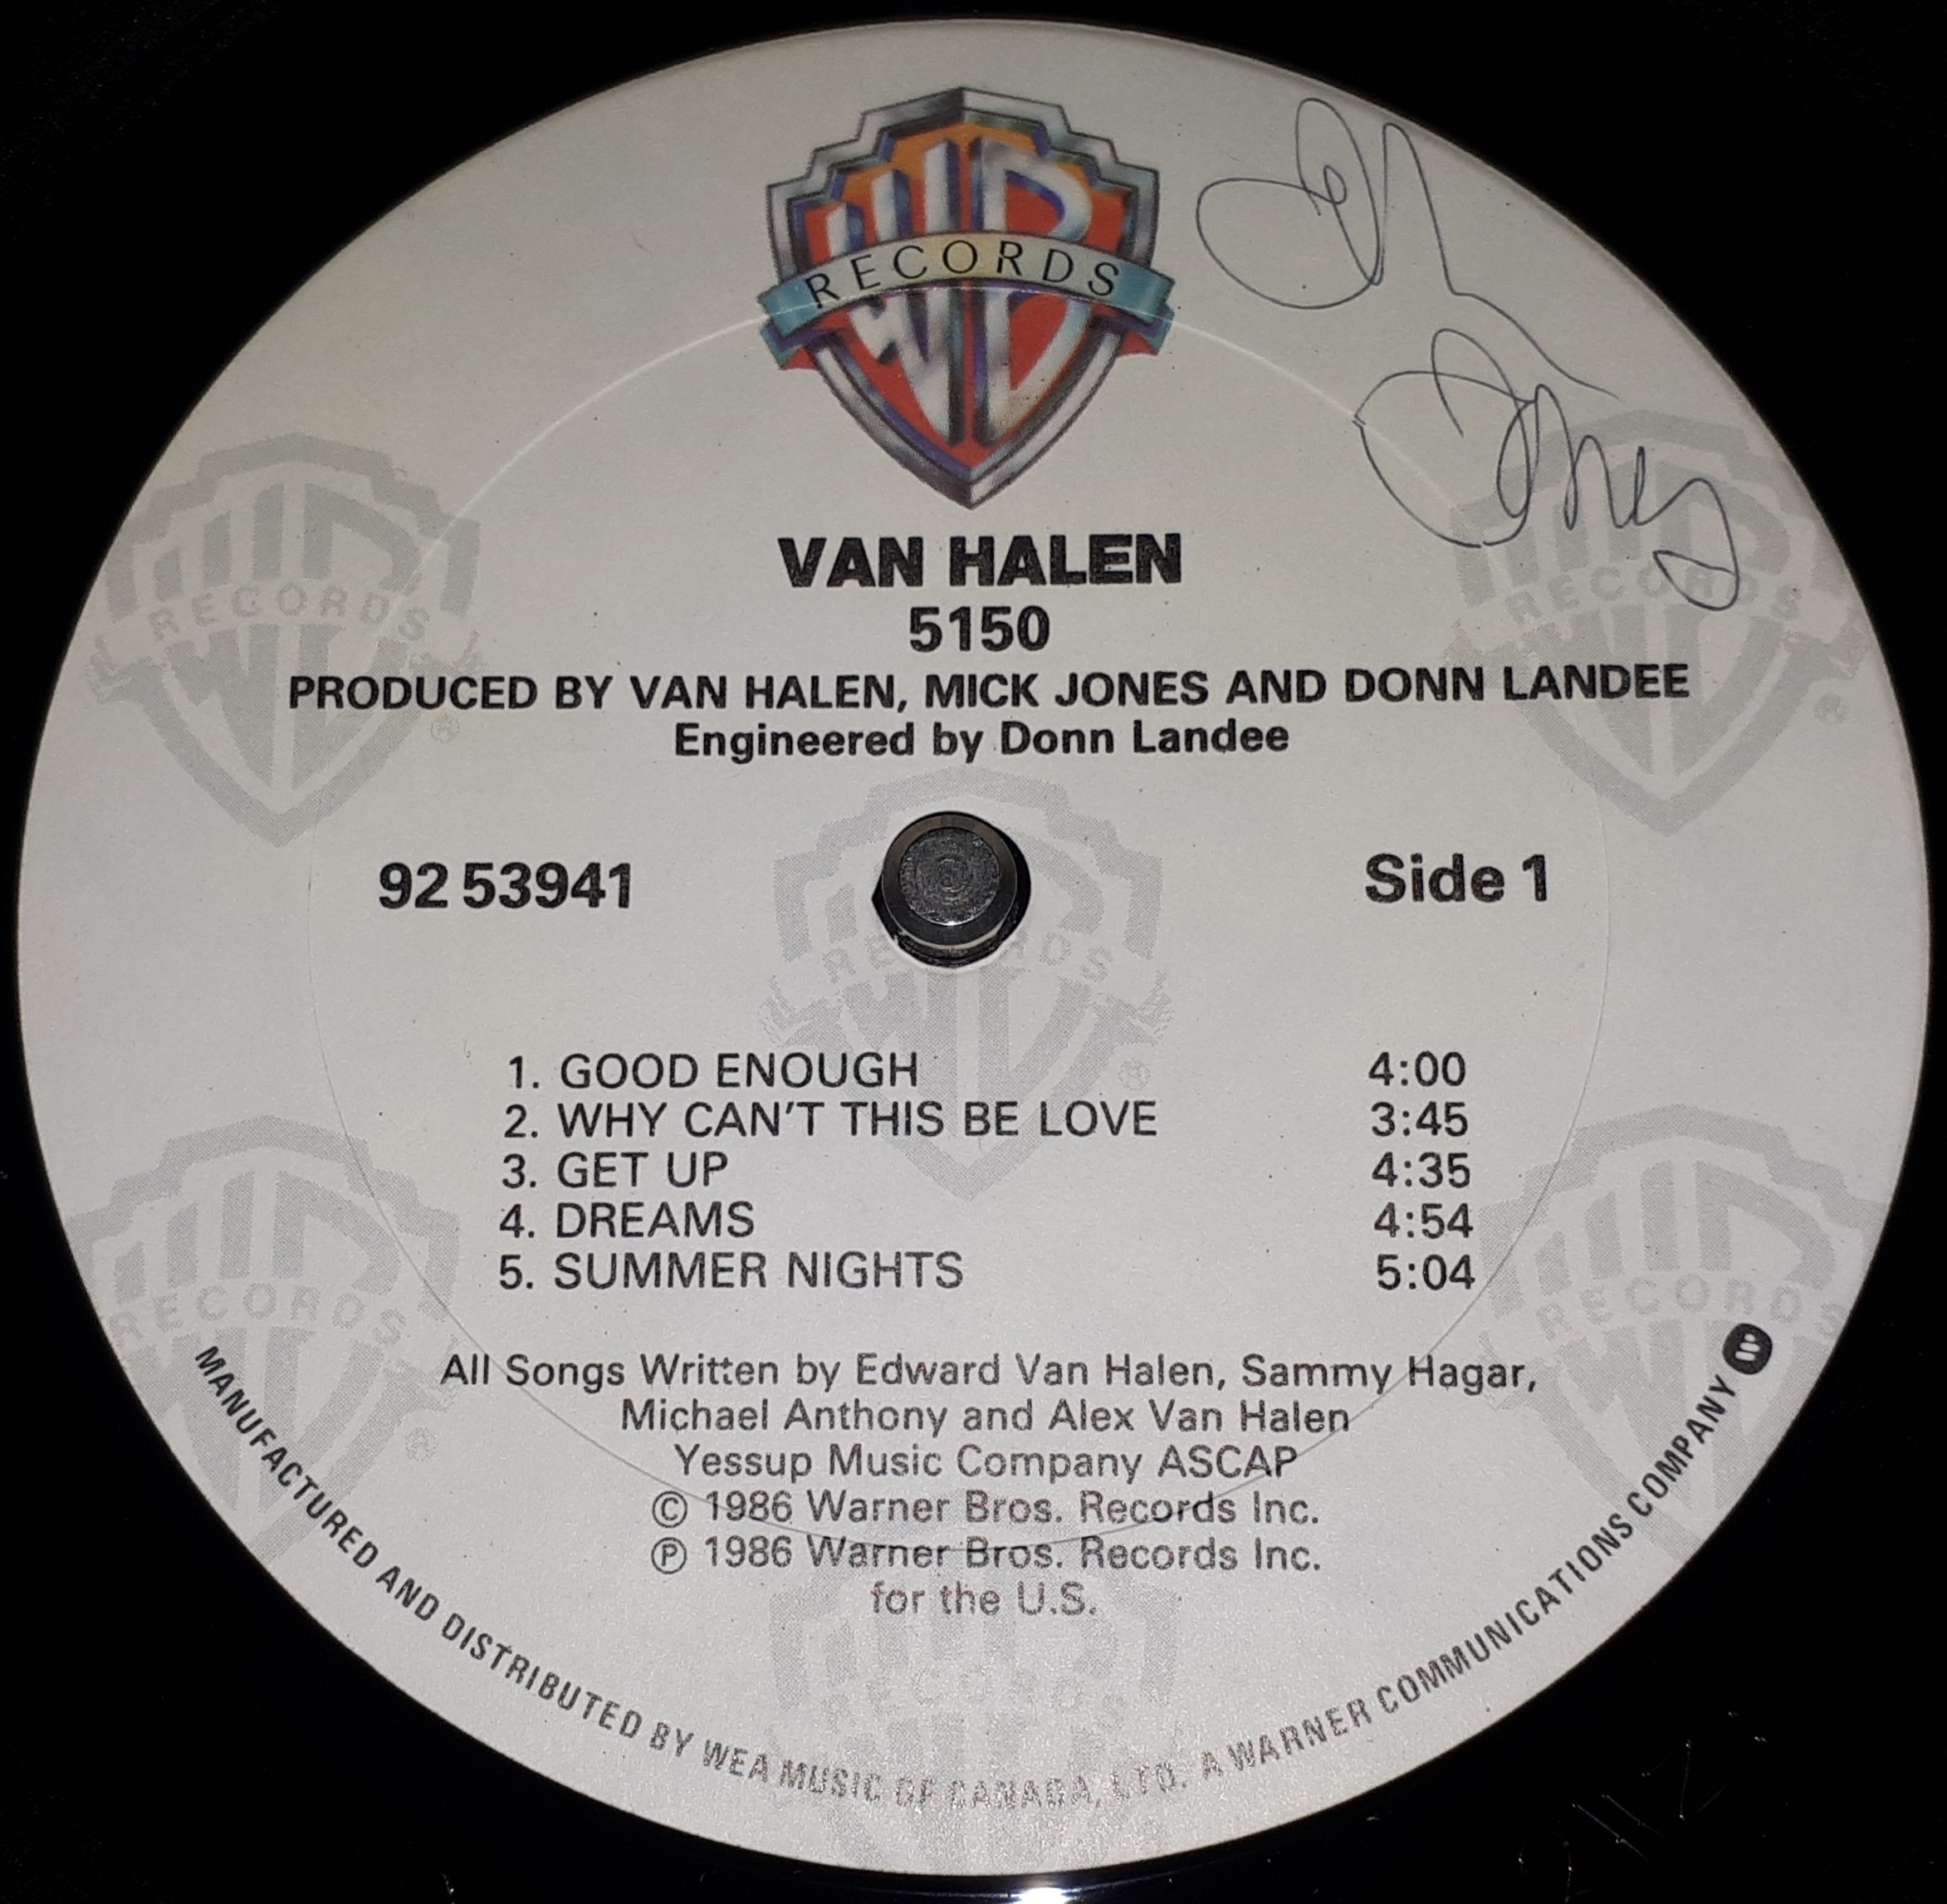 WB
RECORDS
VAN HALEN
5150
PRODUCED BY VAN HALEN, MICK JONES AND DONN LANDEE
Engineered by Donn Landee
92 53941
Side 1
1. GOOD ENOUGH 4:00
2. WHY CAN'T THIS BE LOVE 3:45
3. GET UP 4:35
4. DREAMS 4:54
5. SUMMER NIGHTS 5:04
All Songs Written by Edward Van Halen, Sammy Hagar,
Michael Anthony and Alex Van Halen
Yessup Music Company ASCAP
© 1986 Warner Bros. Records Inc.
℗ 1986 Warner Bros. Records Inc.
for the U.S.
MANUFACTURED AND DISTRIBUTED BY WEA MUSIC OF CANADA, LTD. A WARNER COMMUNICATIONS COMPANY